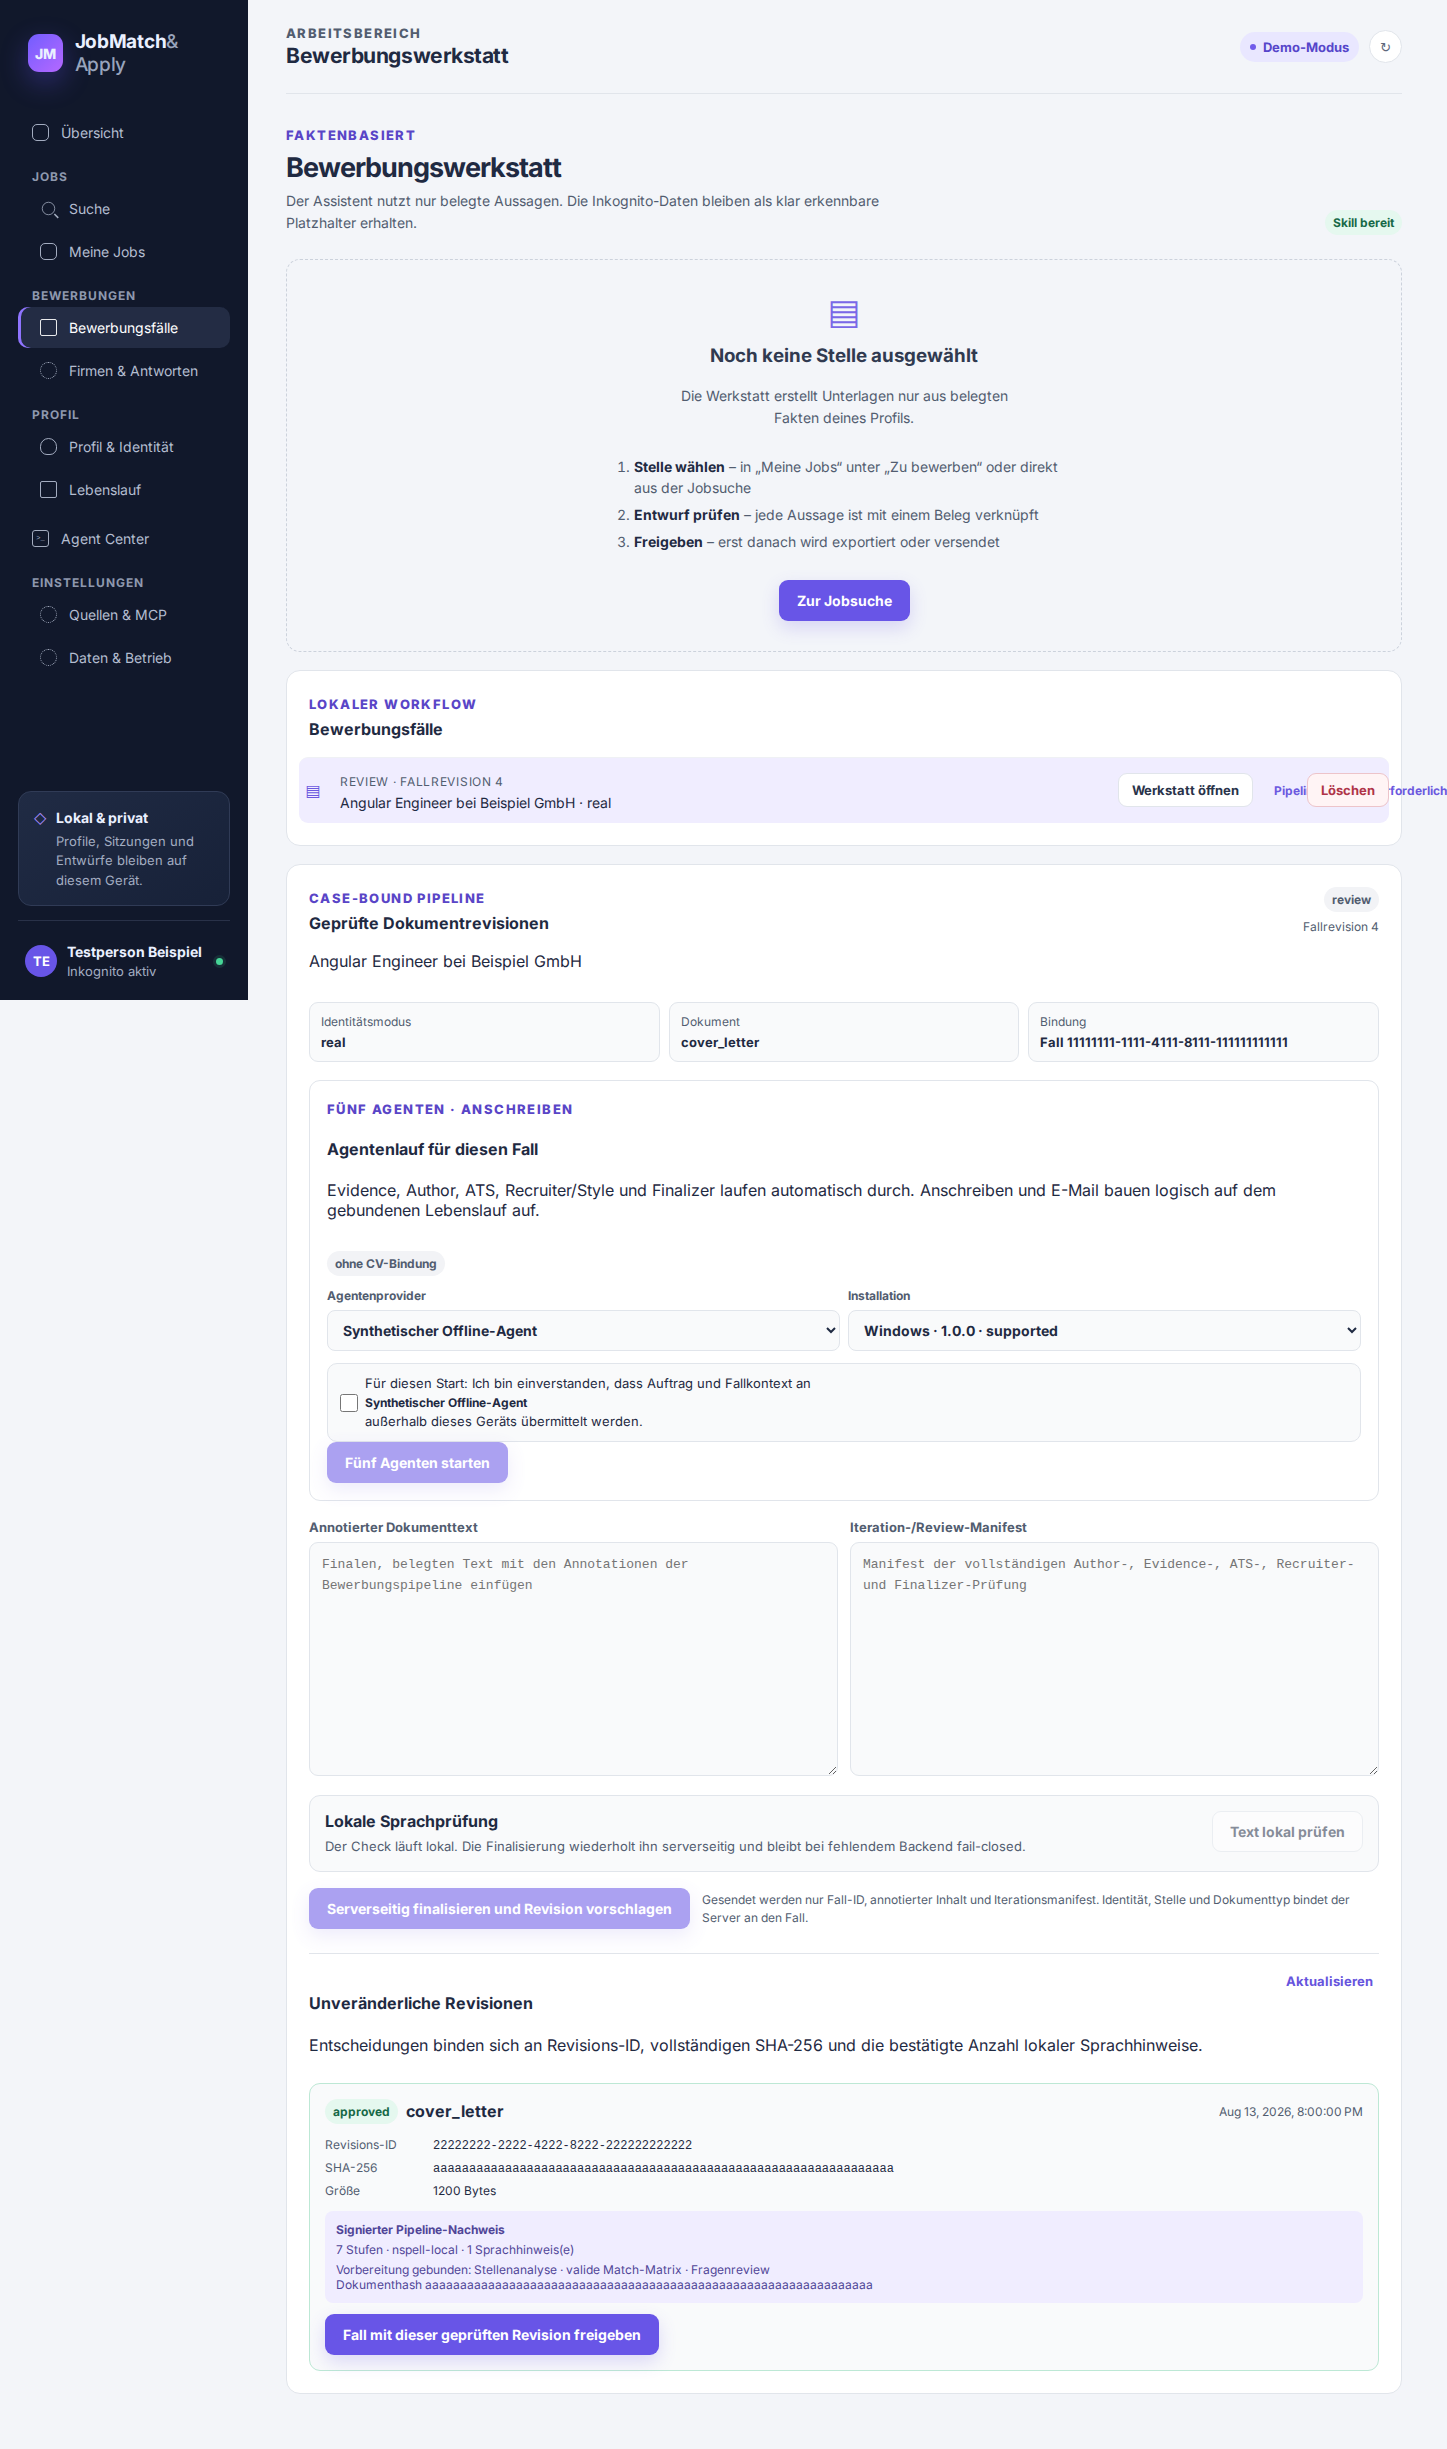 JM
JobMatch&
Apply
Übersicht
JOBS
Suche
Meine Jobs
BEWERBUNGEN
Bewerbungsfälle
Firmen & Antworten
PROFIL
Profil & Identität
Lebenslauf
>_ Agent Center
EINSTELLUNGEN
Quellen & MCP
Daten & Betrieb
Lokal & privat
Profile, Sitzungen und
Entwürfe bleiben auf
diesem Gerät.
TE
Testperson Beispiel
Inkognito aktiv
ARBEITSBEREICH
Bewerbungswerkstatt
Demo-Modus
↻
FAKTENBASIERT
Bewerbungswerkstatt
Der Assistent nutzt nur belegte Aussagen. Die Inkognito-Daten bleiben als klar erkennbare
Platzhalter erhalten.
Skill bereit
Noch keine Stelle ausgewählt
Die Werkstatt erstellt Unterlagen nur aus belegten
Fakten deines Profils.
1. Stelle wählen – in „Meine Jobs“ unter „Zu bewerben“ oder direkt
aus der Jobsuche
2. Entwurf prüfen – jede Aussage ist mit einem Beleg verknüpft
3. Freigeben – erst danach wird exportiert oder versendet
Zur Jobsuche
LOKALER WORKFLOW
Bewerbungsfälle
REVIEW · FALLREVISION 4
Angular Engineer bei Beispiel GmbH · real
Werkstatt öffnen
Löschen
CASE-BOUND PIPELINE
Geprüfte Dokumentrevisionen
review
Fallrevision 4
Angular Engineer bei Beispiel GmbH
Identitätsmodus
real
Dokument
cover_letter
Bindung
Fall 11111111-1111-4111-8111-111111111111
FÜNF AGENTEN · ANSCHREIBEN
Agentenlauf für diesen Fall
Evidence, Author, ATS, Recruiter/Style und Finalizer laufen automatisch durch. Anschreiben und E-Mail bauen logisch auf dem
gebundenen Lebenslauf auf.
ohne CV-Bindung
Agentenprovider
Synthetischer Offline-Agent
Installation
Windows · 1.0.0 · supported
Für diesen Start: Ich bin einverstanden, dass Auftrag und Fallkontext an
Synthetischer Offline-Agent
außerhalb dieses Geräts übermittelt werden.
Fünf Agenten starten
Annotierter Dokumenttext
Finalen, belegten Text mit den Annotationen der
Bewerbungspipeline einfügen
Iteration-/Review-Manifest
Manifest der vollständigen Author-, Evidence-, ATS-, Recruiter-
und Finalizer-Prüfung
Lokale Sprachprüfung
Der Check läuft lokal. Die Finalisierung wiederholt ihn serverseitig und bleibt bei fehlendem Backend fail-closed.
Text lokal prüfen
Serverseitig finalisieren und Revision vorschlagen
Gesendet werden nur Fall-ID, annotierter Inhalt und Iterationsmanifest. Identität, Stelle und Dokumenttyp bindet der
Server an den Fall.
Aktualisieren
Unveränderliche Revisionen
Entscheidungen binden sich an Revisions-ID, vollständigen SHA-256 und die bestätigte Anzahl lokaler Sprachhinweise.
approved cover_letter
Aug 13, 2026, 8:00:00 PM
Revisions-ID 22222222-2222-4222-8222-222222222222
SHA-256 aaaaaaaaaaaaaaaaaaaaaaaaaaaaaaaaaaaaaaaaaaaaaaaaaaaaaaaaaaaaaaaa
Größe 1200 Bytes
Signierter Pipeline-Nachweis
7 Stufen · nspell-local · 1 Sprachhinweis(e)
Vorbereitung gebunden: Stellenanalyse · valide Match-Matrix · Fragenreview
Dokumenthash aaaaaaaaaaaaaaaaaaaaaaaaaaaaaaaaaaaaaaaaaaaaaaaaaaaaaaaaaaaaaaaa
Fall mit dieser geprüften Revision freigeben